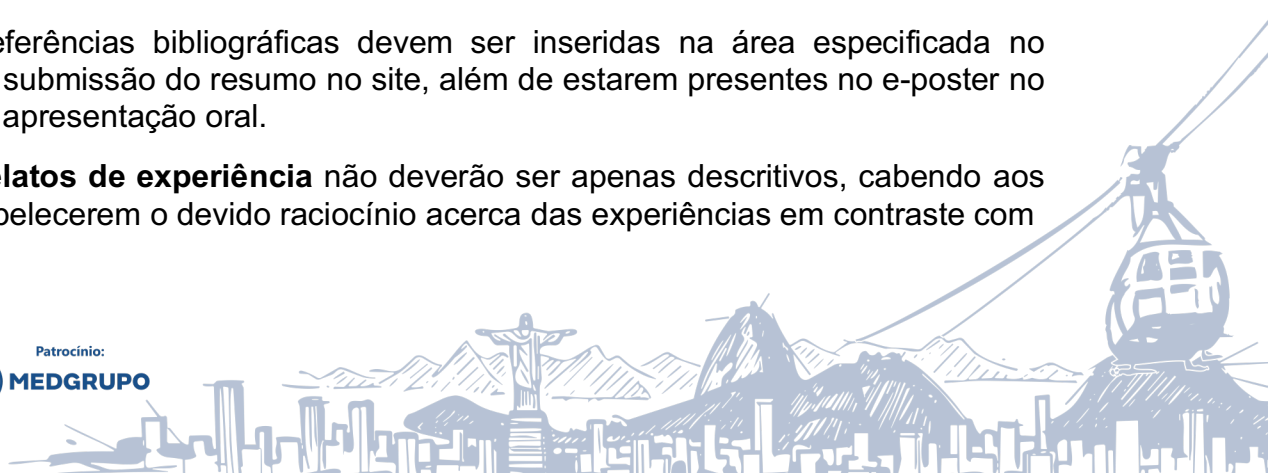 eferências bibliográficas devem ser inseridas na área especificada no
submissão do resumo no site, além de estarem presentes no e-poster no
apresentação oral.
elatos de experiência não deverão ser apenas descritivos, cabendo aos
belecerem o devido raciocínio acerca das experiências em contraste com
Patrocínio:
MEDGRUPO